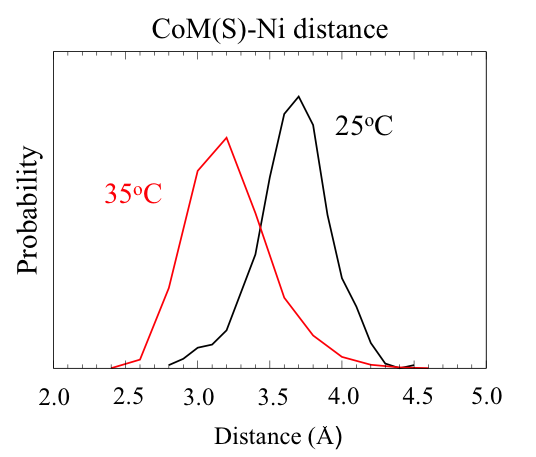 CoM(S)-Ni distance
25°C
35°C
Probability
2.0 2.5 3.0 3.5 4.0 4.5 5.0
Distance (Å)